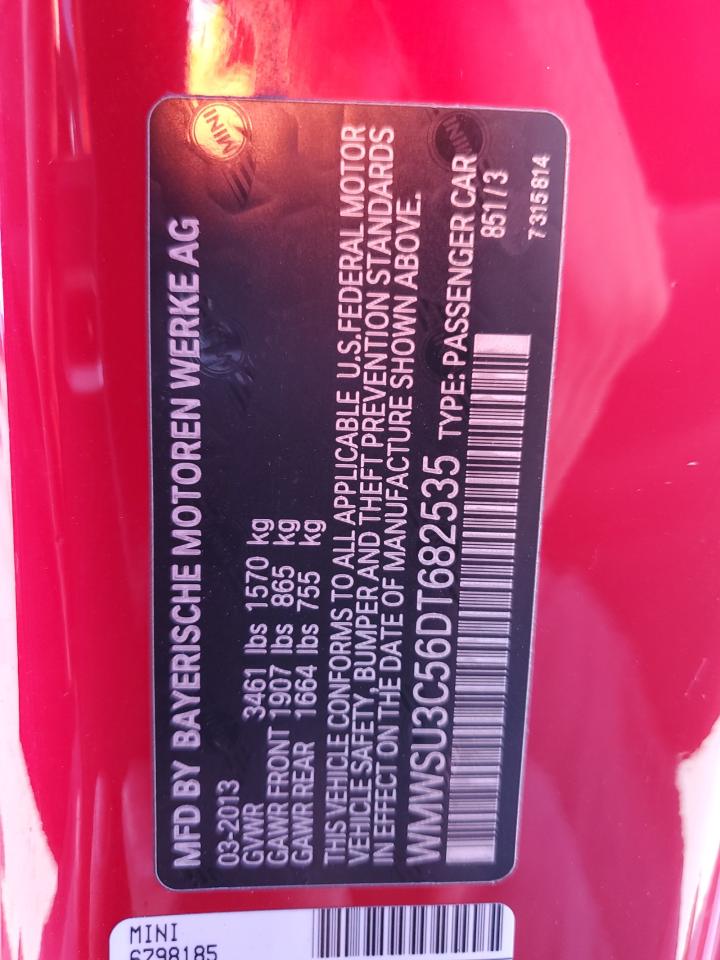 MINI
MFD BY BAYERISCHE MOTOREN WERKE AG
03-2013
GVWR 3461 lbs 1570 kg
GAWR FRONT 1907 lbs 865 kg
GAWR REAR 1664 lbs 755 kg
THIS VEHICLE CONFORMS TO ALL APPLICABLE U.S.FEDERAL MOTOR
VEHICLE SAFETY, BUMPER AND THEFT PREVENTION STANDARDS
IN EFFECT ON THE DATE OF MANUFACTURE SHOWN ABOVE.
MINI
WMWSU3C56DT682535 TYPE: PASSENGER CAR
851/3
7 315 814
MINI
6798185